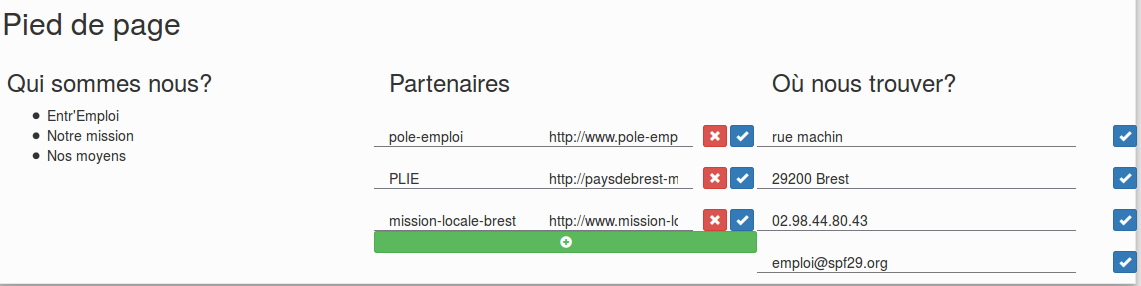 Pied de page
Qui sommes nous?
Entr'Emploi
Notre mission
Nos moyens
Partenaires
pole-emploi http://www.pole-emp
PLIE http://paysdebrest-m
mission-locale-brest http://www.mission-lo
Où nous trouver?
rue machin
29200 Brest
02.98.44.80.43
emploi@spf29.org